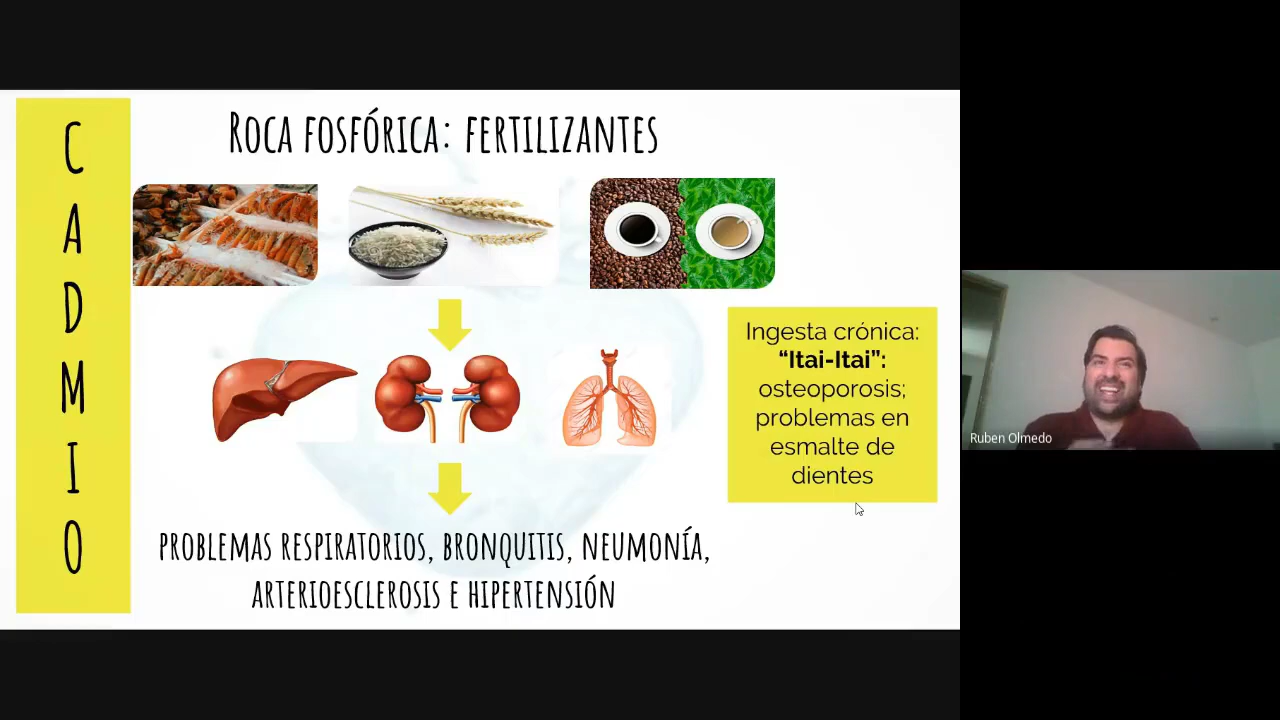 CADMIO
Roca fosfórica: fertilizantes
Ingesta crónica:
“Itai-Itai”:
osteoporosis;
problemas en
esmalte de
dientes
problemas respiratorios, bronquitis, neumonía,
arterioesclerosis e hipertensión
Ruben Olmedo